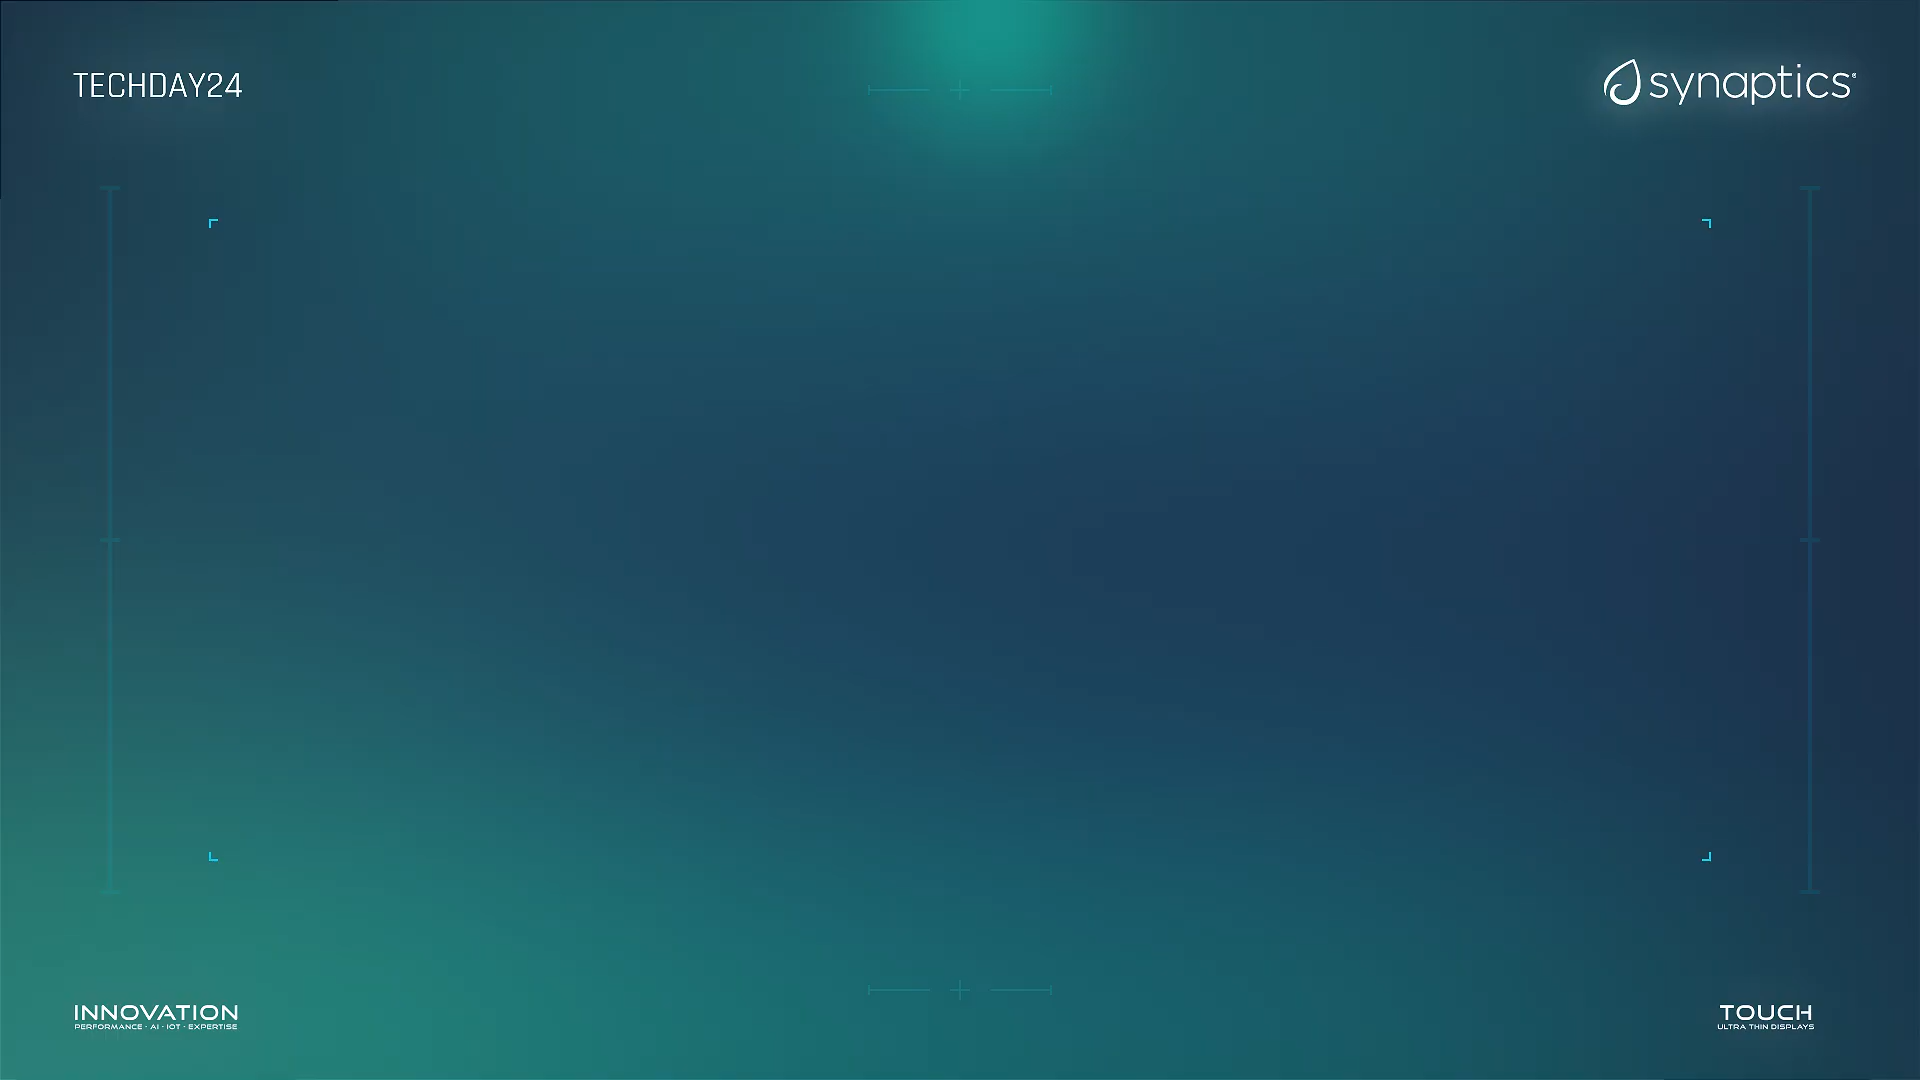 TECHDAY24
synaptics®
INNOVATION
PERFORMANCE · AI · IOT · EXPERTISE
TOUCH
ULTRA THIN DISPLAYS